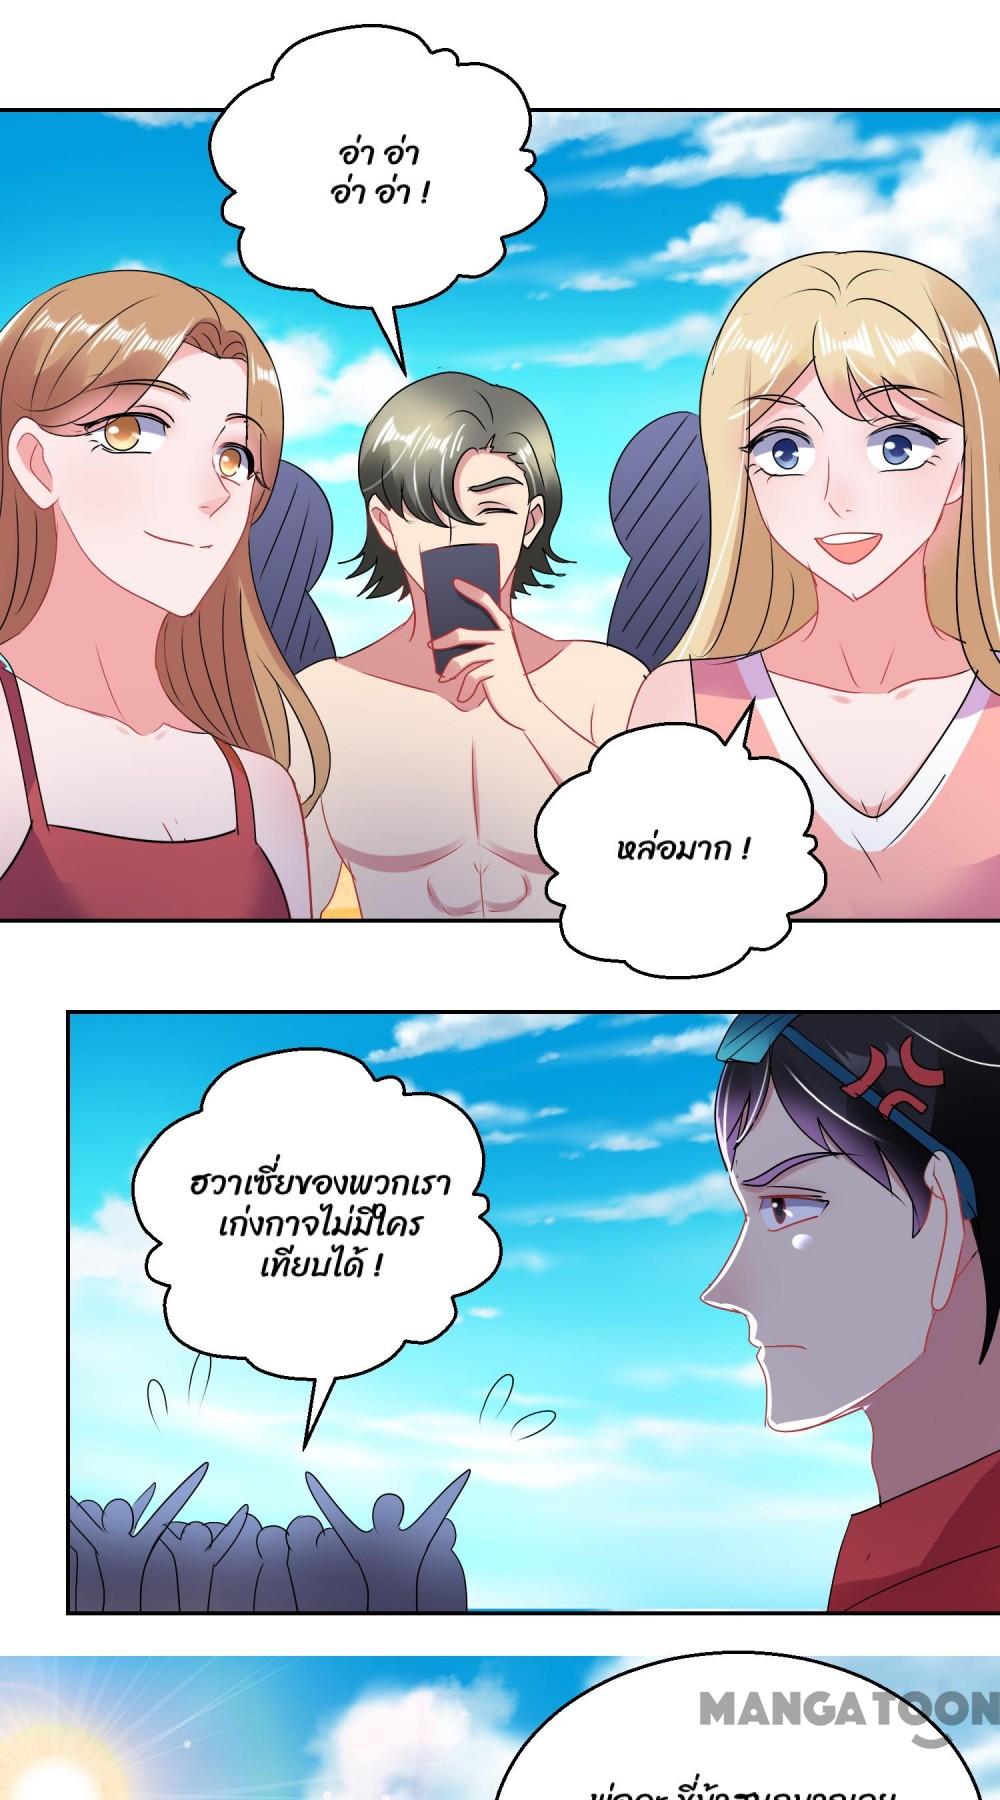 อ่า อ่า
อ่า อ่า !
หล่อมาก !
ฮวาเซี่ยของพวกเรา
เก่งกาจไม่มีใคร
เทียบได้ !
MANGATOON